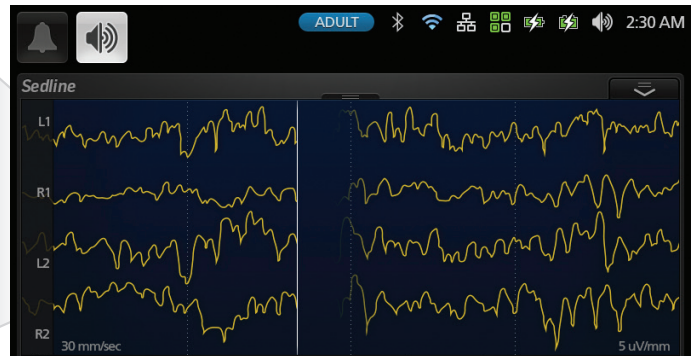 ADULT 2:30 AM
Sedline
L1
R1
L2
R2
30 mm/sec 5 uV/mm